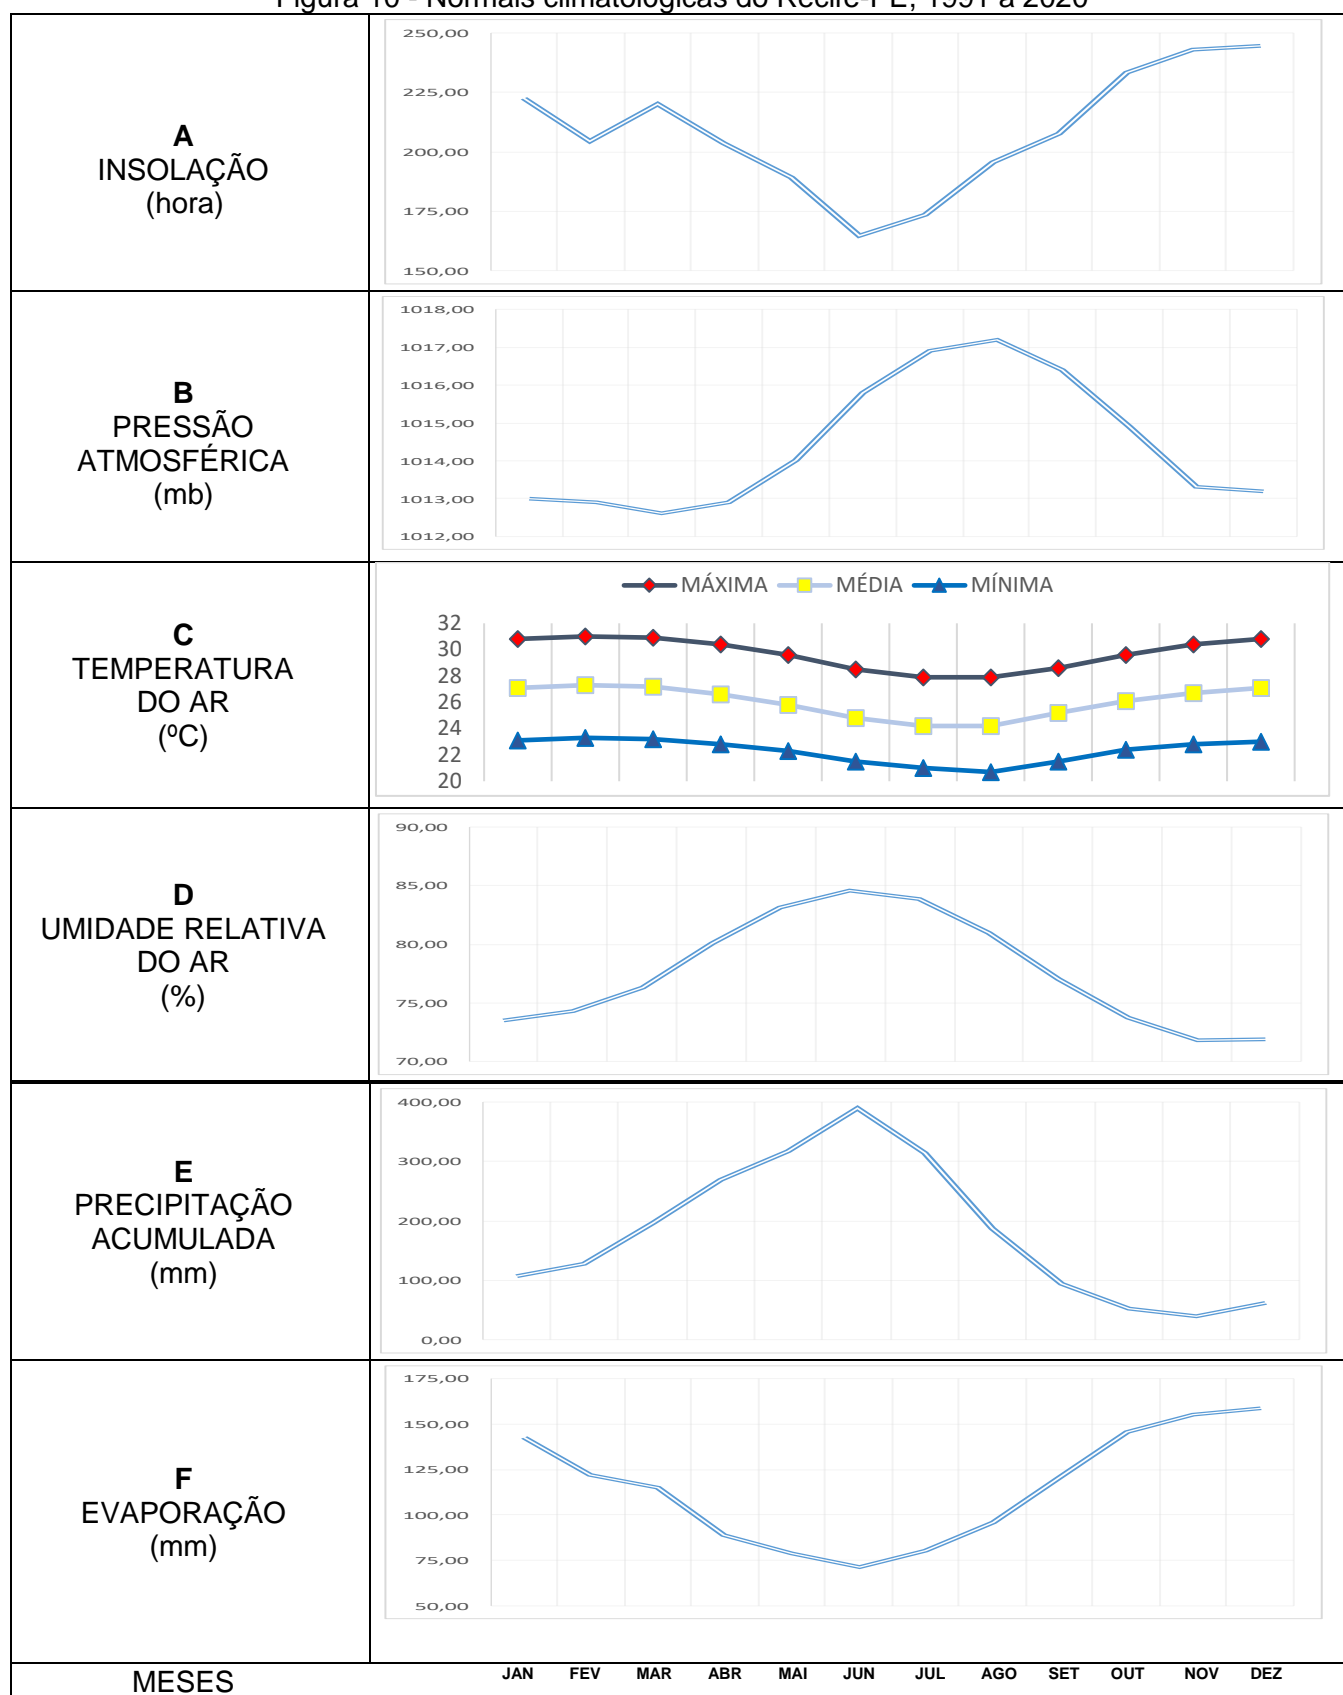 Figura 10 - Normais climatológicas do Recife-PE, 1991 a 2020
A
INSOLAÇÃO
(hora)
250,00
225,00
200,00
175,00
150,00
B
PRESSÃO
ATMOSFÉRICA
(mb)
1018,00
1017,00
1016,00
1015,00
1014,00
1013,00
1012,00
C
TEMPERATURA
DO AR
(ºC)
MÁXIMA MÉDIA MÍNIMA
32
30
28
26
24
22
20
D
UMIDADE RELATIVA
DO AR
(%)
90,00
85,00
80,00
75,00
70,00
E
PRECIPITAÇÃO
ACUMULADA
(mm)
400,00
300,00
200,00
100,00
0,00
F
EVAPORAÇÃO
(mm)
175,00
150,00
125,00
100,00
75,00
50,00
MESES JAN FEV MAR ABR MAI JUN JUL AGO SET OUT NOV DEZ